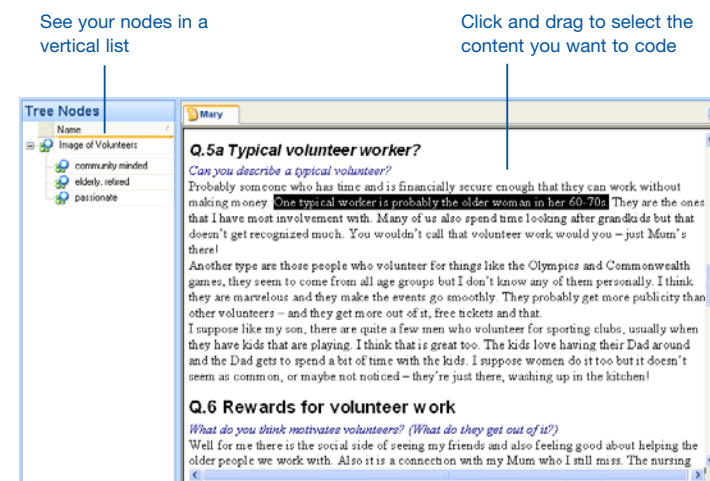 See your nodes in a
vertical list
Click and drag to select the
content you want to code
Tree Nodes
Name
Image of Volunteers
community minded
elderly, retired
passionate
Mary
Q.5a Typical volunteer worker?
Can you describe a typical volunteer?
Probably someone who has time and is financially secure enough that they can work without
making money. One typical worker is probably the older woman in her 60-70s. They are the ones
that I have most involvement with. Many of us also spend time looking after grandkids but that
doesn't get recognized much. You wouldn't call that volunteer work would you – just Mum's
there!
Another type are those people who volunteer for things like the Olympics and Commonwealth
games, they seem to come from all age groups but I don't know any of them personally. I think
they are marvelous and they make the events go smoothly. They probably get more publicity than
other volunteers – and they get more out of it, free tickets and that.
I suppose like my son, there are quite a few men who volunteer for sporting clubs, usually when
they have kids that are playing. I think that is great too. The kids love having their Dad around
and the Dad gets to spend a bit of time with the kids. I suppose women do it too but it doesn't
seem as common, or maybe not noticed – they're just there, washing up in the kitchen!
Q.6 Rewards for volunteer work
What do you think motivates volunteers? (What do they get out of it?)
Well for me there is the social side of seeing my friends and also feeling good about helping the
older people we work with. Also it is a connection with my Mum who I still miss. The nursing